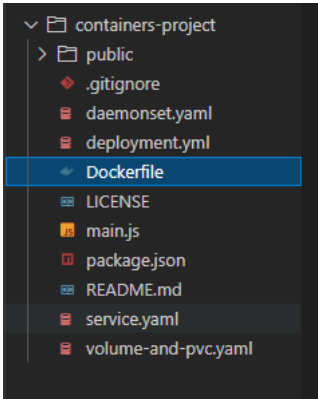 containers-project
public
.gitignore
daemonset.yaml
deployment.yml
Dockerfile
LICENSE
JS main.js
package.json
README.md
service.yaml
volume-and-pvc.yaml